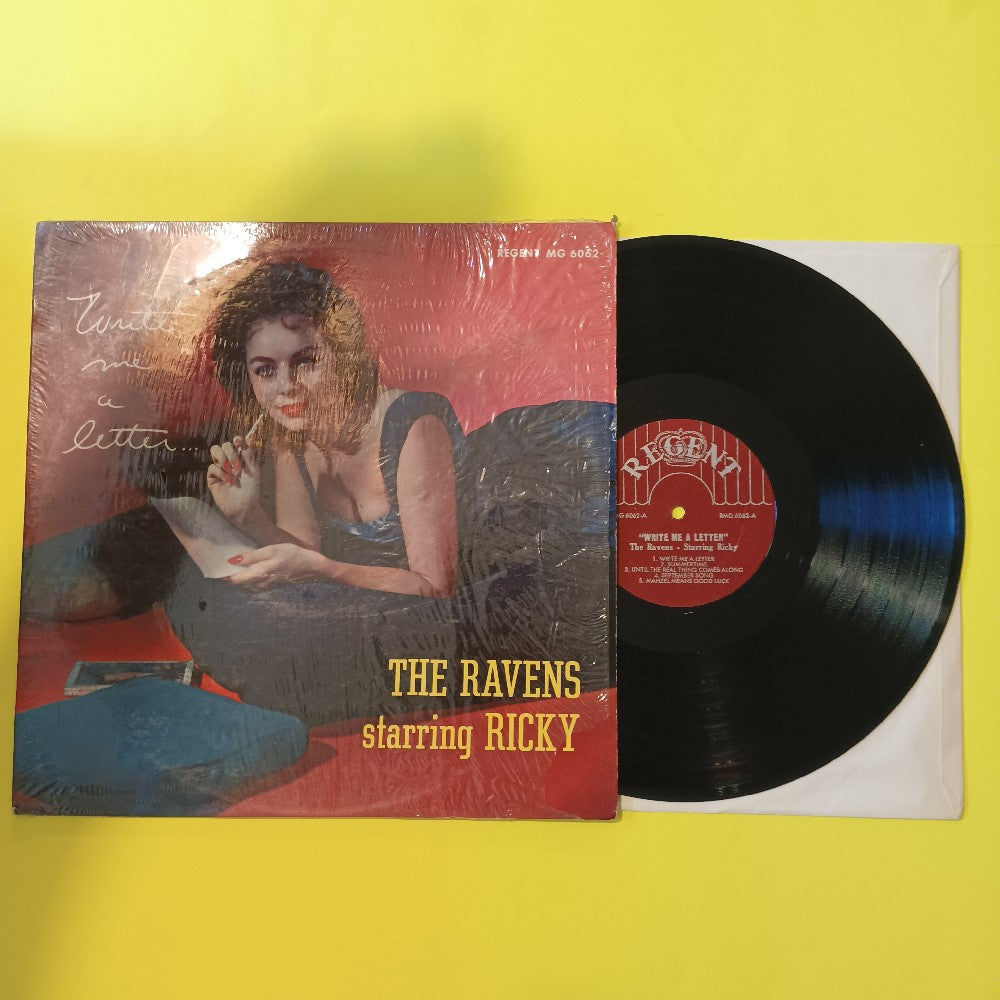 REGENT MG 6062
Write
me
a
letter...
THE RAVENS
starring RICKY
REGENT
MG 6062-A RMG 6062-A
"WRITE ME A LETTER"
The Ravens - Starring Ricky
1. WRITE ME A LETTER
2. SUMMERTIME
3. UNTIL THE REAL THING COMES ALONG
4. SEPTEMBER SONG
5. MAHZEL MEANS GOOD LUCK